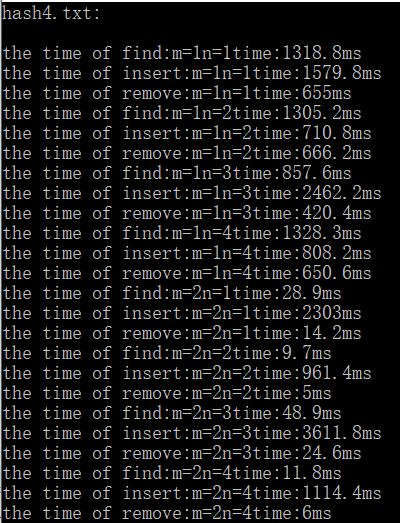 hash4.txt:
the time of find:m=1n=1time:1318.8ms
the time of insert:m=1n=1time:1579.8ms
the time of remove:m=1n=1time:655ms
the time of find:m=1n=2time:1305.2ms
the time of insert:m=1n=2time:710.8ms
the time of remove:m=1n=2time:666.2ms
the time of find:m=1n=3time:857.6ms
the time of insert:m=1n=3time:2462.2ms
the time of remove:m=1n=3time:420.4ms
the time of find:m=1n=4time:1328.3ms
the time of insert:m=1n=4time:808.2ms
the time of remove:m=1n=4time:650.6ms
the time of find:m=2n=1time:28.9ms
the time of insert:m=2n=1time:2303ms
the time of remove:m=2n=1time:14.2ms
the time of find:m=2n=2time:9.7ms
the time of insert:m=2n=2time:961.4ms
the time of remove:m=2n=2time:5ms
the time of find:m=2n=3time:48.9ms
the time of insert:m=2n=3time:3611.8ms
the time of remove:m=2n=3time:24.6ms
the time of find:m=2n=4time:11.8ms
the time of insert:m=2n=4time:1114.4ms
the time of remove:m=2n=4time:6ms